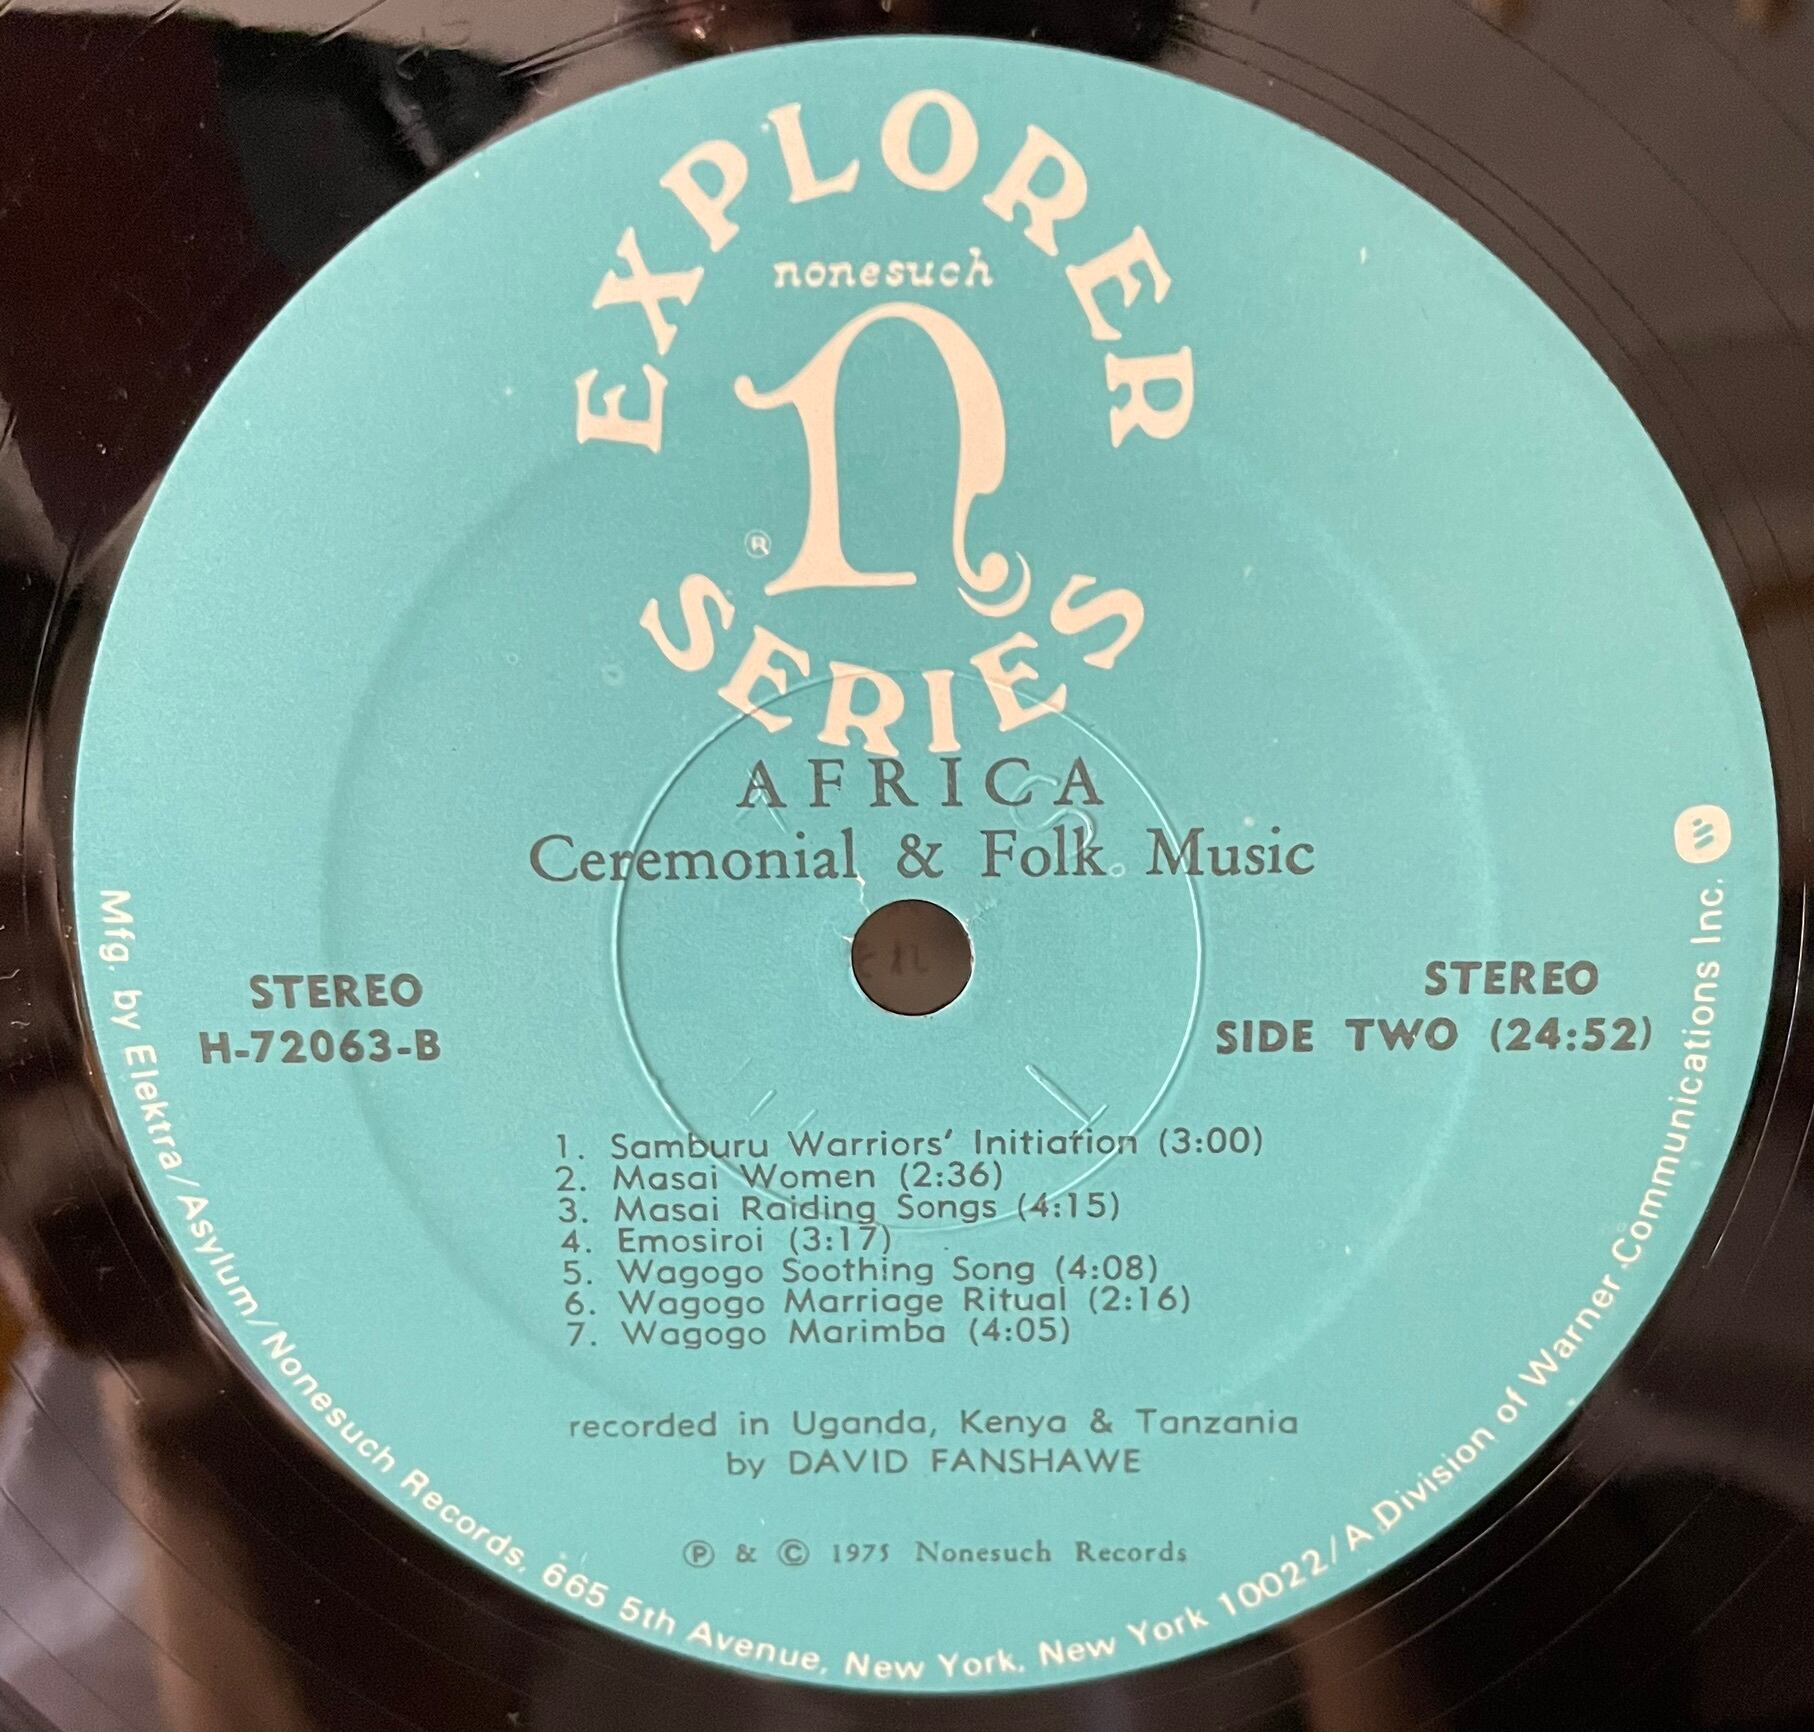 EXPLORER
nonesuch
n
®
SERIES
AFRICA
Ceremonial & Folk Music
STEREO
H-72063-B
STEREO
SIDE TWO (24:52)
1. Samburu Warriors' Initiation (3:00)
2. Masai Women (2:36)
3. Masai Raiding Songs (4:15)
4. Emosiroi (3:17)
5. Wagogo Soothing Song (4:08)
6. Wagogo Marriage Ritual (2:16)
7. Wagogo Marimba (4:05)
recorded in Uganda, Kenya & Tanzania
by DAVID FANSHAWE
℗ & © 1975 Nonesuch Records
Mfg. by Elektra/Asylum/Nonesuch Records, 665 5th Avenue, New York, New York 10022/A Division of Warner Communications Inc.